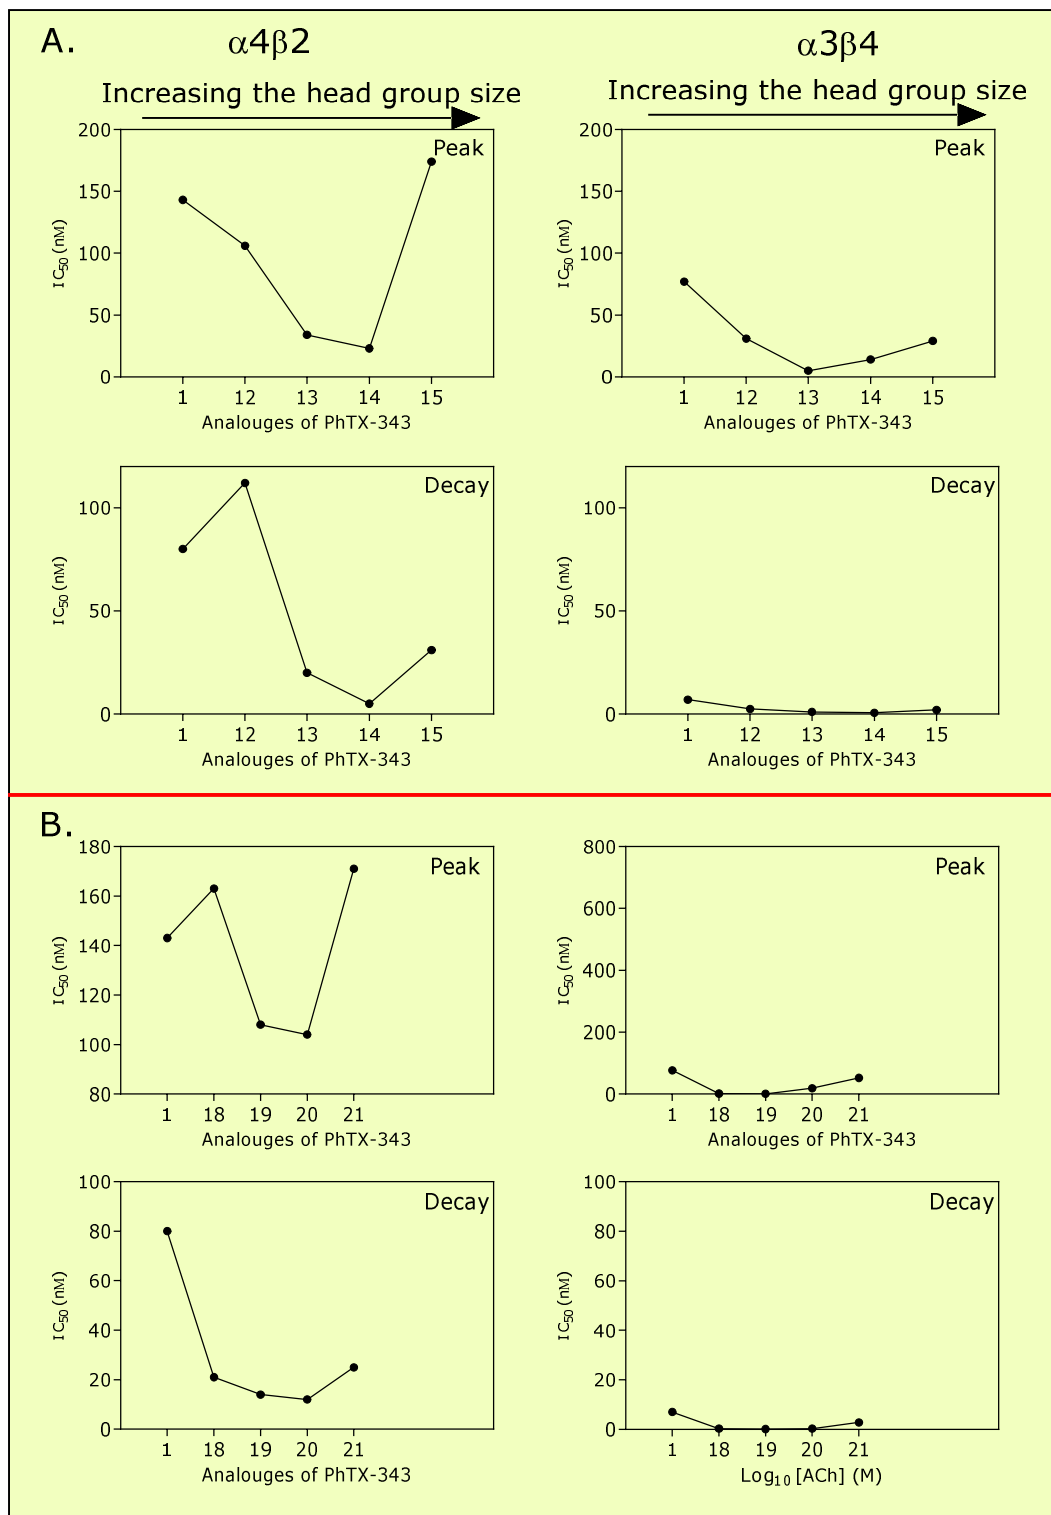 A.
α4β2
α3β4
Increasing the head group size
Increasing the head group size
200
150
100
50
0
IC50 (nM)
Peak
1 12 13 14 15
Analouges of PhTX-343
200
150
100
50
0
IC50 (nM)
Peak
1 12 13 14 15
Analouges of PhTX-343
100
50
0
IC50 (nM)
Decay
1 12 13 14 15
Analouges of PhTX-343
100
50
0
IC50 (nM)
Decay
1 12 13 14 15
Analouges of PhTX-343
B.
180
160
140
120
100
80
IC50 (nM)
Peak
1 18 19 20 21
Analouges of PhTX-343
800
600
400
200
0
IC50 (nM)
Peak
1 18 19 20 21
Analouges of PhTX-343
100
80
60
40
20
0
IC50 (nM)
Decay
1 18 19 20 21
Analouges of PhTX-343
100
80
60
40
20
0
IC50 (nM)
Decay
1 18 19 20 21
Log10 [ACh] (M)